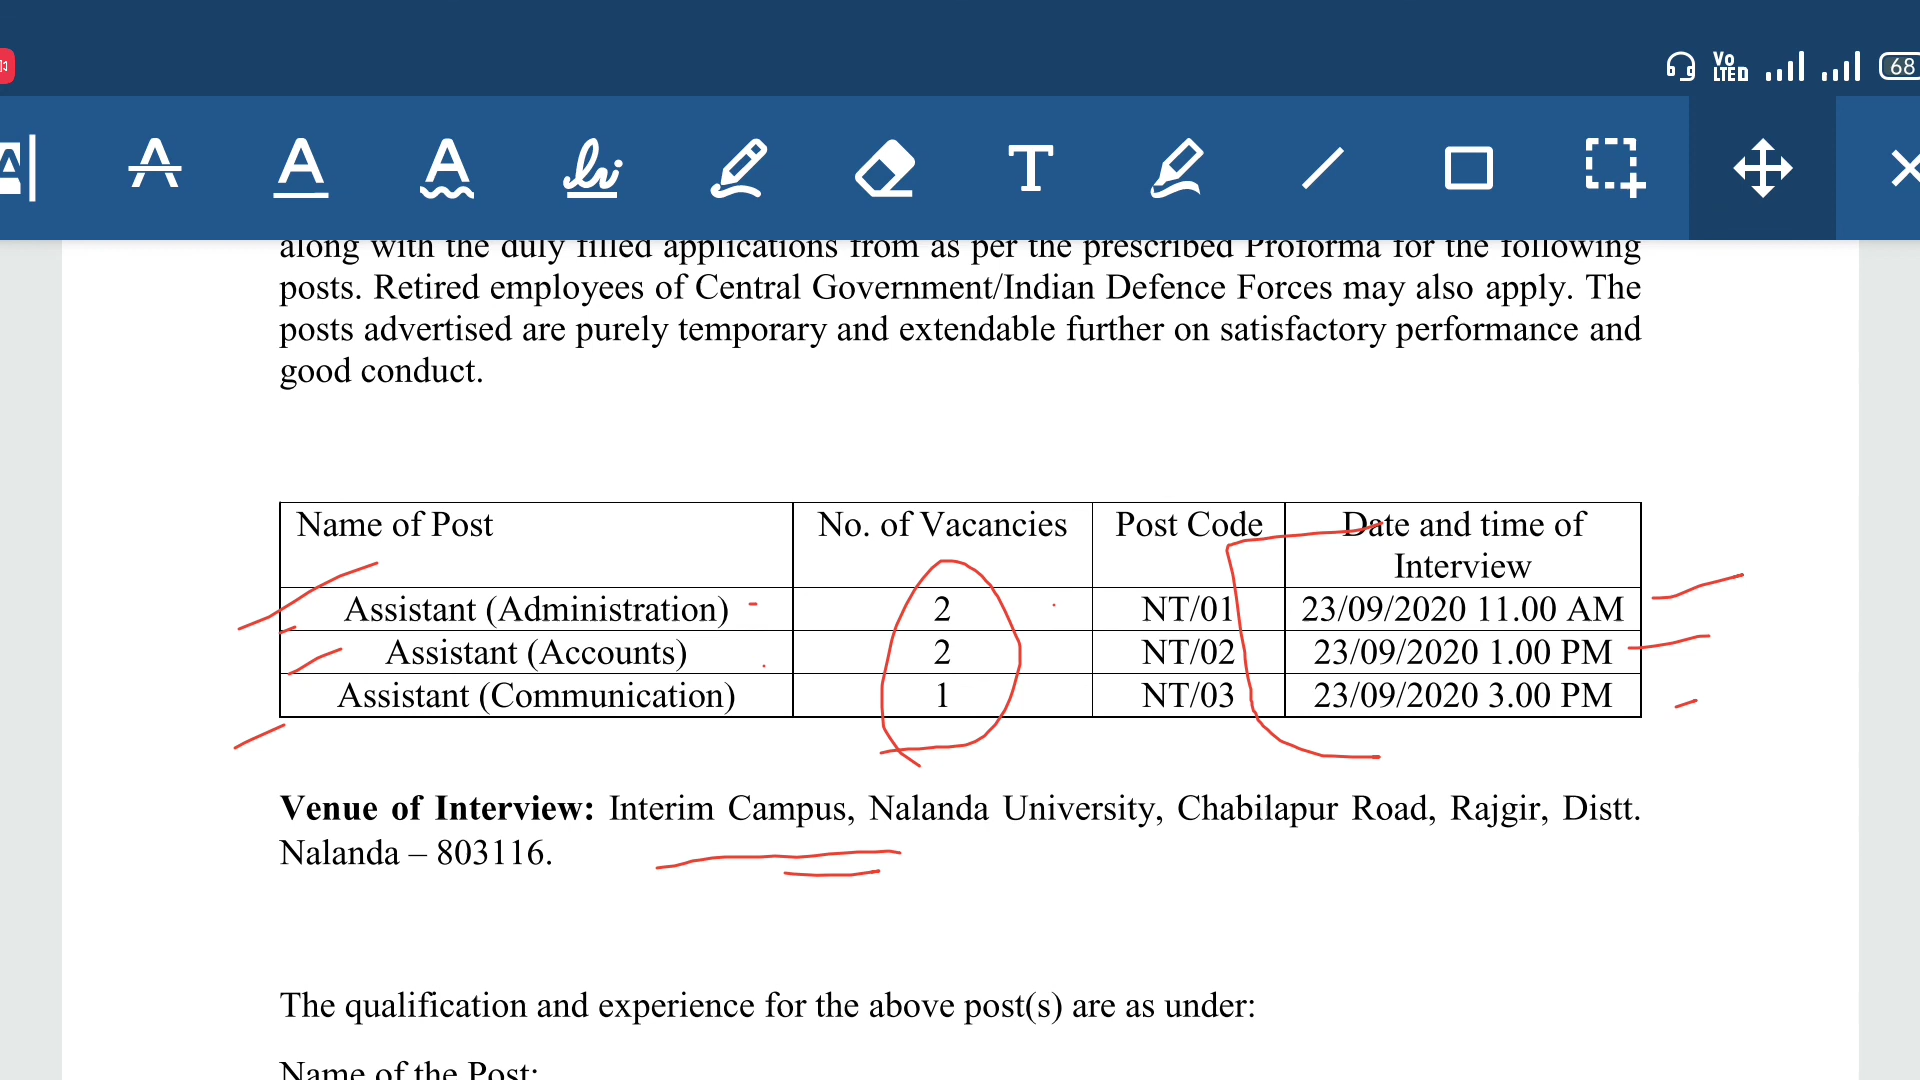 Vo
LTED
68
A
A
A
A
T
along with the duly filled applications from as per the prescribed Proforma for the following
posts. Retired employees of Central Government/Indian Defence Forces may also apply. The
posts advertised are purely temporary and extendable further on satisfactory performance and
good conduct.
Name of Post No. of Vacancies Post Code Date and time of
Interview
Assistant (Administration) 2 NT/01 23/09/2020 11.00 AM
Assistant (Accounts) 2 NT/02 23/09/2020 1.00 PM
Assistant (Communication) 1 NT/03 23/09/2020 3.00 PM
Venue of Interview: Interim Campus, Nalanda University, Chabilapur Road, Rajgir, Distt.
Nalanda – 803116.
The qualification and experience for the above post(s) are as under:
Name of the Post: